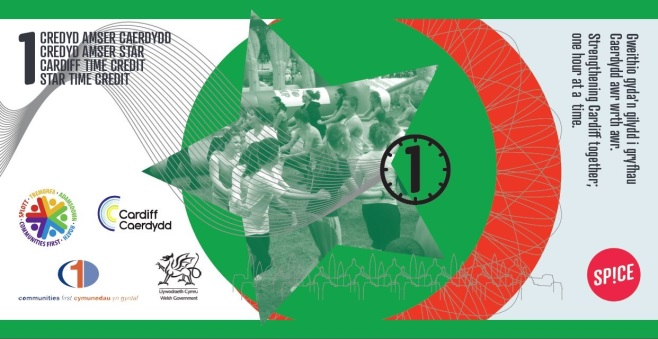 1
CREDYD AMSER CAERDYDD
CREDYD AMSER STAR
CARDIFF TIME CREDIT
STAR TIME CREDIT
1
Gweithio gyda'n gilydd i gryfhau
Caerdydd awr wrth awr.
Strengthening Cardiff together;
one hour at a time.
SPLOTT · TREMORFA · ADAMSDOWN · ROATH ·
COMMUNITIES FIRST
Cardiff
Caerdydd
1
communities first cymunedau yn gyntaf
Llywodraeth Cymru
Welsh Government
SP!CE